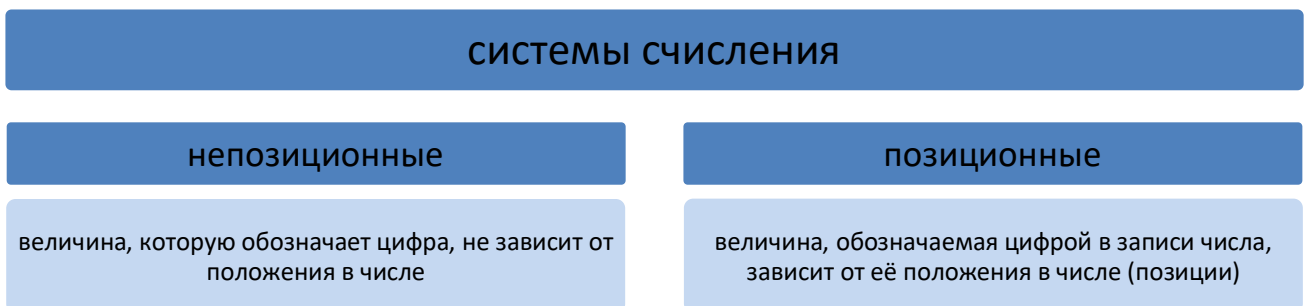 системы счисления
непозиционные
позиционные
величина, которую обозначает цифра, не зависит от
положения в числе
величина, обозначаемая цифрой в записи числа,
зависит от её положения в числе (позиции)